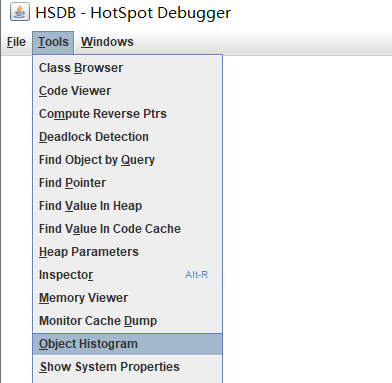 HSDB - HotSpot Debugger
File Tools Windows
Class Browser
Code Viewer
Compute Reverse Ptrs
Deadlock Detection
Find Object by Query
Find Pointer
Find Value In Heap
Find Value In Code Cache
Heap Parameters
Inspector Alt-R
Memory Viewer
Monitor Cache Dump
Object Histogram
Show System Properties